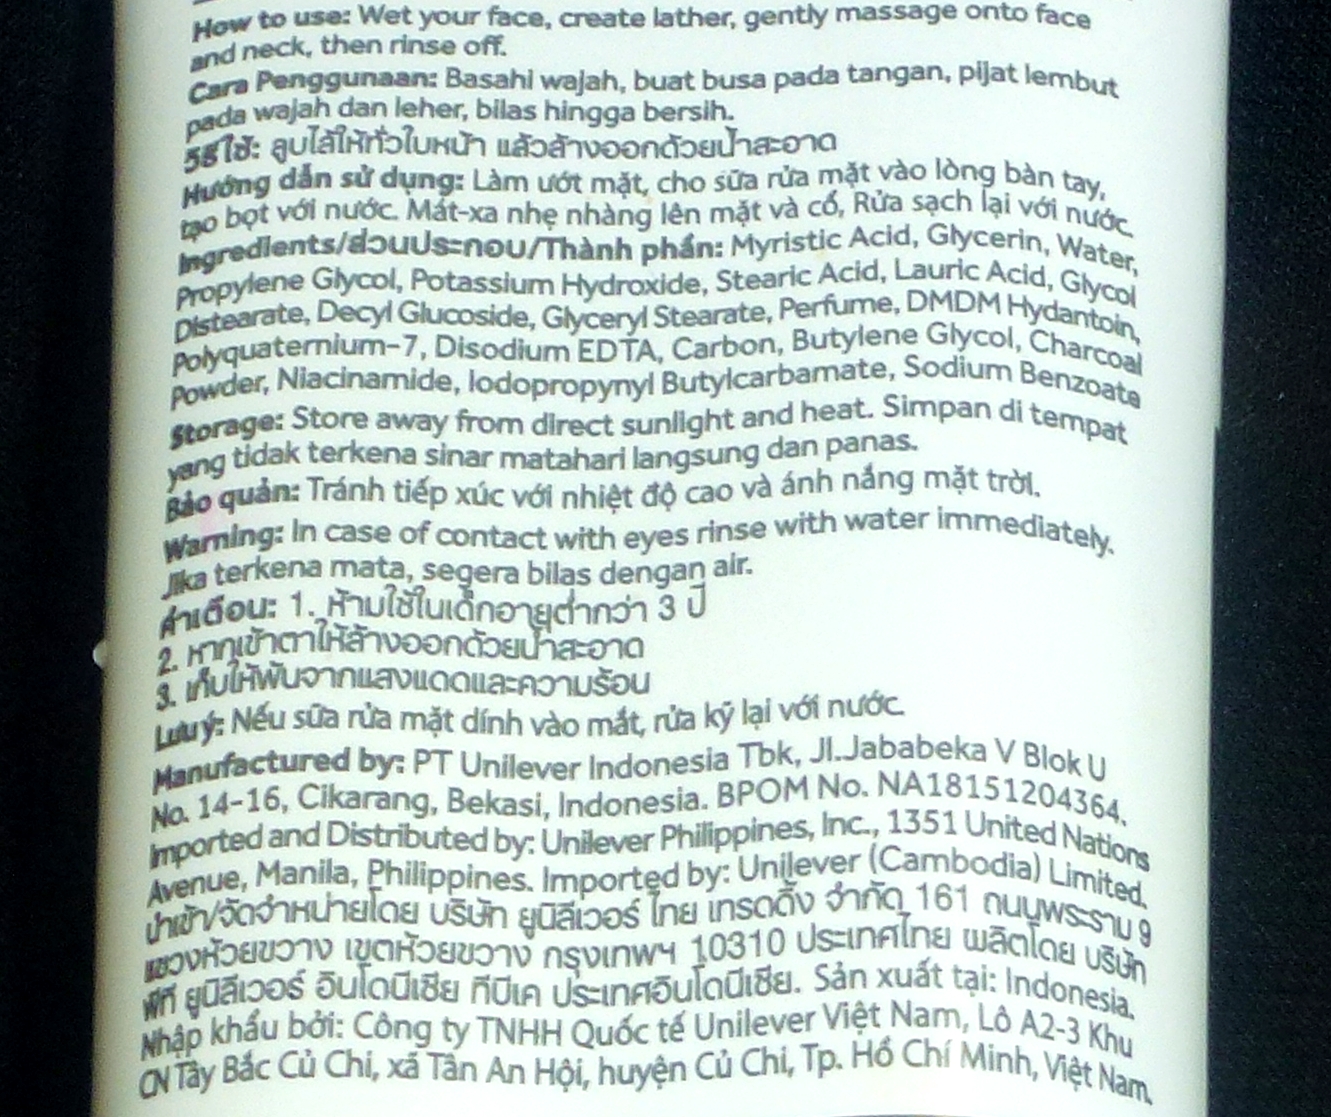 How to use: Wet your face, create lather, gently massage onto face
and neck, then rinse off.
Cara Penggunaan: Basahi wajah, buat busa pada tangan, pijat lembut
pada wajah dan leher, bilas hingga bersih.
วิธีใช้: ลูบไล้ให้ทั่วใบหน้า แล้วล้างออกด้วยน้ำสะอาด
Hướng dẫn sử dụng: Làm ướt mặt, cho sữa rửa mặt vào lòng bàn tay,
tạo bọt với nước. Mát-xa nhẹ nhàng lên mặt và cổ, Rửa sạch lại với nước.
Ingredients/ส่วนประกอบ/Thành phần: Myristic Acid, Glycerin, Water,
Propylene Glycol, Potassium Hydroxide, Stearic Acid, Lauric Acid, Glycol
Distearate, Decyl Glucoside, Glyceryl Stearate, Perfume, DMDM Hydantoin,
Polyquaternium-7, Disodium EDTA, Carbon, Butylene Glycol, Charcoal
Powder, Niacinamide, Iodopropynyl Butylcarbamate, Sodium Benzoate
Storage: Store away from direct sunlight and heat. Simpan di tempat
yang tidak terkena sinar matahari langsung dan panas.
Bảo quản: Tránh tiếp xúc với nhiệt độ cao và ánh nắng mặt trời.
Warning: In case of contact with eyes rinse with water immediately.
Jika terkena mata, segera bilas dengan air.
คำเตือน: 1. ห้ามใช้ในเด็กอายุต่ำกว่า 3 ปี
2. หากเข้าตาให้ล้างออกด้วยน้ำสะอาด
3. เก็บให้พ้นจากแสงแดดและความร้อน
Lưu ý: Nếu sữa rửa mặt dính vào mắt, rửa kỹ lại với nước.
Manufactured by: PT Unilever Indonesia Tbk, Jl.Jababeka V Blok U
No. 14-16, Cikarang, Bekasi, Indonesia. BPOM No. NA18151204364.
Imported and Distributed by: Unilever Philippines, Inc., 1351 United Nations
Avenue, Manila, Philippines. Imported by: Unilever (Cambodia) Limited.
นำเข้า/จัดจำหน่ายโดย บริษัท ยูนิลีเวอร์ ไทย เทรดดิ้ง จำกัด 161 ถนนพระราม 9
แขวงห้วยขวาง เขตห้วยขวาง กรุงเทพฯ 10310 ประเทศไทย ผลิตโดย บริษัท
พีที ยูนิลีเวอร์ อินโดนีเซีย ทีบีเค ประเทศอินโดนีเซีย. Sản xuất tại: Indonesia.
Nhập khẩu bởi: Công ty TNHH Quốc tế Unilever Việt Nam, Lô A2-3 Khu
CN Tây Bắc Củ Chi, xã Tân An Hội, huyện Củ Chi, Tp. Hồ Chí Minh, Việt Nam.